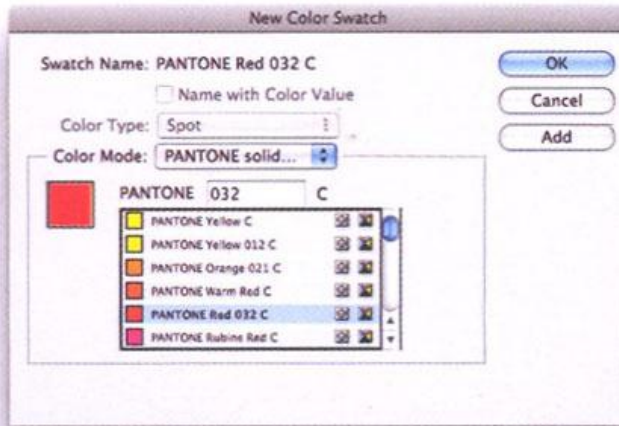 New Color Swatch
Swatch Name: PANTONE Red 032 C
OK
Name with Color Value
Cancel
Color Type: Spot
Add
Color Mode: PANTONE solid...
PANTONE 032 C
PANTONE Yellow C
PANTONE Yellow 012 C
PANTONE Orange 021 C
PANTONE Warm Red C
PANTONE Red 032 C
PANTONE Rubine Red C